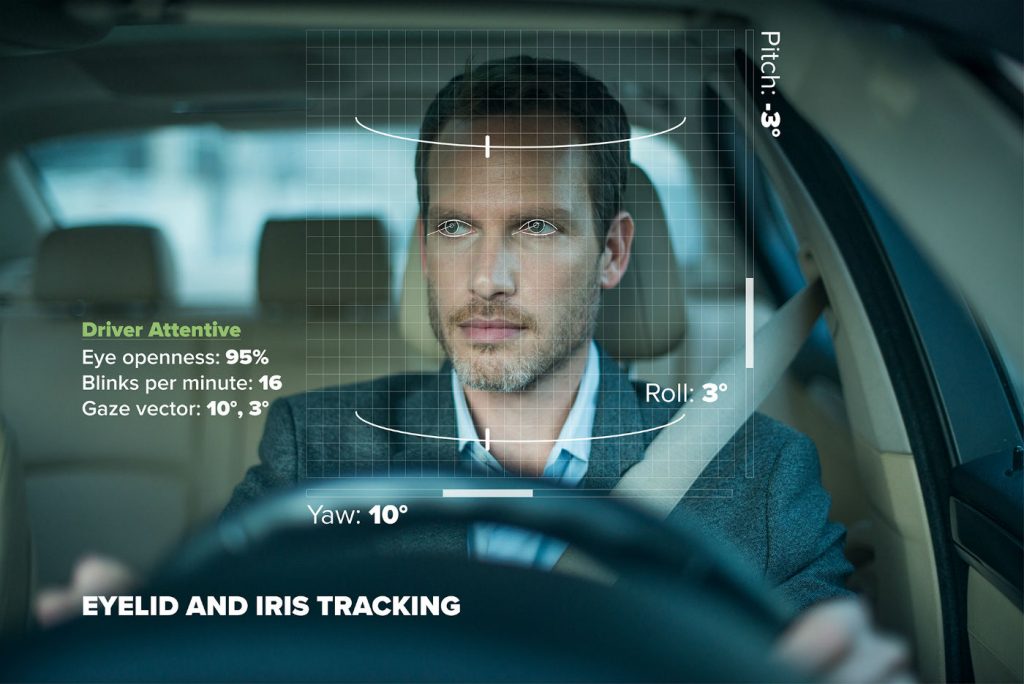 Pitch: -3°
Driver Attentive
Eye openness: 95%
Blinks per minute: 16
Gaze vector: 10°, 3°
Roll: 3°
Yaw: 10°
EYELID AND IRIS TRACKING